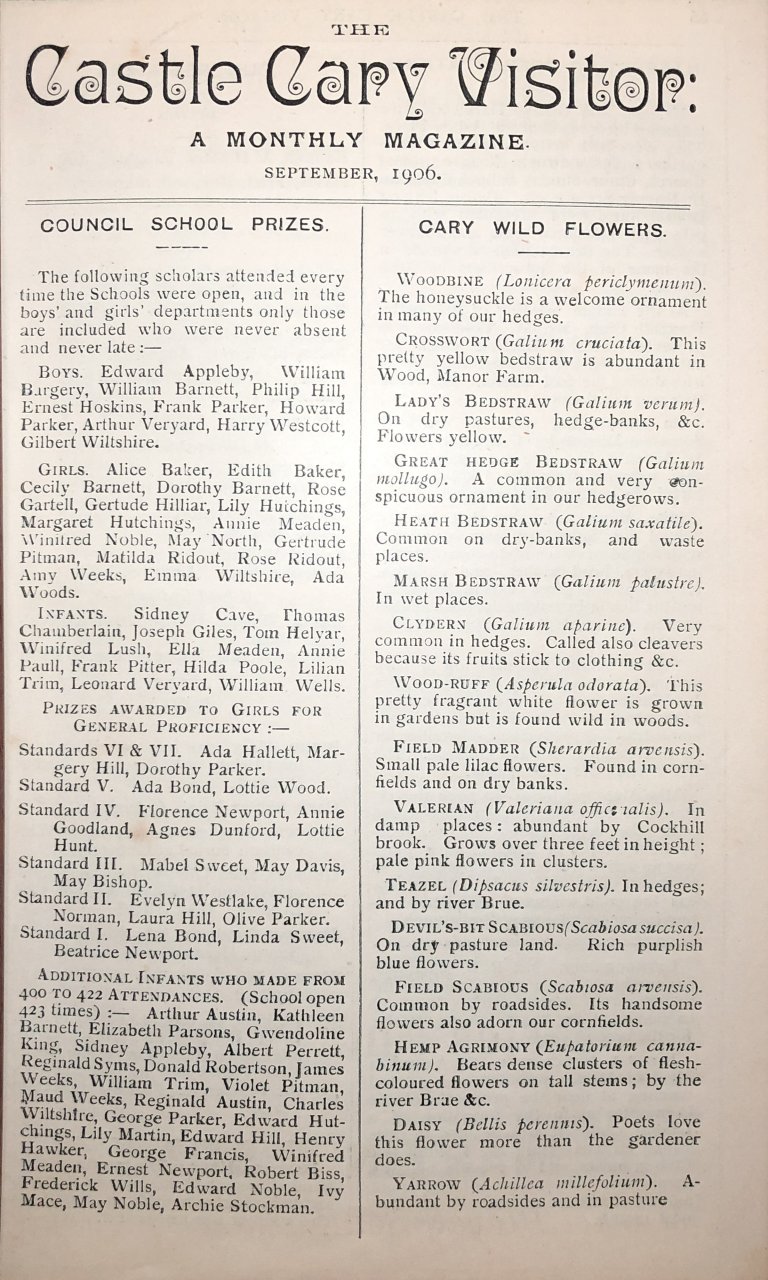 THE
Castle Cary Visitor:
A MONTHLY MAGAZINE.
SEPTEMBER, 1906.
COUNCIL SCHOOL PRIZES.
The following scholars attended every
time the Schools were open, and in the
boys' and girls' departments only those
are included who were never absent
and never late :—
BOYS. Edward Appleby, William
Bargery, William Barnett, Philip Hill,
Ernest Hoskins, Frank Parker, Howard
Parker, Arthur Veryard, Harry Westcott,
Gilbert Wiltshire.
GIRLS. Alice Baker, Edith Baker,
Cecily Barnett, Dorothy Barnett, Rose
Gartell, Gertude Hilliar, Lily Hutchings,
Margaret Hutchings, Annie Meaden,
Winifred Noble, May North, Gertrude
Pitman, Matilda Ridout, Rose Ridout,
Amy Weeks, Emma Wiltshire, Ada
Woods.
INFANTS. Sidney Cave, Thomas
Chamberlain, Joseph Giles, Tom Helyar,
Winifred Lush, Ella Meaden, Annie
Paull, Frank Pitter, Hilda Poole, Lilian
Trim, Leonard Veryard, William Wells.
PRIZES AWARDED TO GIRLS FOR
GENERAL PROFICIENCY :—
Standards VI & VII. Ada Hallett, Mar-
gery Hill, Dorothy Parker.
Standard V. Ada Bond, Lottie Wood.
Standard IV. Florence Newport, Annie
Goodland, Agnes Dunford, Lottie
Hunt.
Standard III. Mabel Sweet, May Davis,
May Bishop.
Standard II. Evelyn Westlake, Florence
Norman, Laura Hill, Olive Parker.
Standard I. Lena Bond, Linda Sweet,
Beatrice Newport.
ADDITIONAL INFANTS WHO MADE FROM
400 TO 422 ATTENDANCES. (School open
423 times) :— Arthur Austin, Kathleen
Barnett, Elizabeth Parsons, Gwendoline
King, Sidney Appleby, Albert Perrett,
Reginald Syms, Donald Robertson, James
Weeks, William Trim, Violet Pitman,
Maud Weeks, Reginald Austin, Charles
Wiltshire, George Parker, Edward Hut-
chings, Lily Martin, Edward Hill, Henry
Hawker, George Francis, Winifred
Meaden, Ernest Newport, Robert Biss,
Frederick Wills, Edward Noble, Ivy
Mace, May Noble, Archie Stockman.
CARY WILD FLOWERS.
WOODBINE (Lonicera periclymenum).
The honeysuckle is a welcome ornament
in many of our hedges.
CROSSWORT (Galium cruciata). This
pretty yellow bedstraw is abundant in
Wood, Manor Farm.
LADY'S BEDSTRAW (Galium verum).
On dry pastures, hedge-banks, &c.
Flowers yellow.
GREAT HEDGE BEDSTRAW (Galium
mollugo). A common and very con-
spicuous ornament in our hedgerows.
HEATH BEDSTRAW (Galium saxatile).
Common on dry-banks, and waste
places.
MARSH BEDSTRAW (Galium palustre).
In wet places.
CLYDERN (Galium aparine). Very
common in hedges. Called also cleavers
because its fruits stick to clothing &c.
WOOD-RUFF (Asperula odorata). This
pretty fragrant white flower is grown
in gardens but is found wild in woods.
FIELD MADDER (Sherardia arvensis).
Small pale lilac flowers. Found in corn-
fields and on dry banks.
VALERIAN (Valeriana officinalis). In
damp places : abundant by Cockhill
brook. Grows over three feet in height ;
pale pink flowers in clusters.
TEAZEL (Dipsacus silvestris). In hedges;
and by river Brue.
DEVIL'S-BIT SCABIOUS (Scabiosa succisa).
On dry pasture land. Rich purplish
blue flowers.
FIELD SCABIOUS (Scabiosa arvensis).
Common by roadsides. Its handsome
flowers also adorn our cornfields.
HEMP AGRIMONY (Eupatorium canna-
binum). Bears dense clusters of flesh-
coloured flowers on tall stems ; by the
river Brue &c.
DAISY (Bellis perennis). Poets love
this flower more than the gardener
does.
YARROW (Achillea millefolium). A-
bundant by roadsides and in pasture